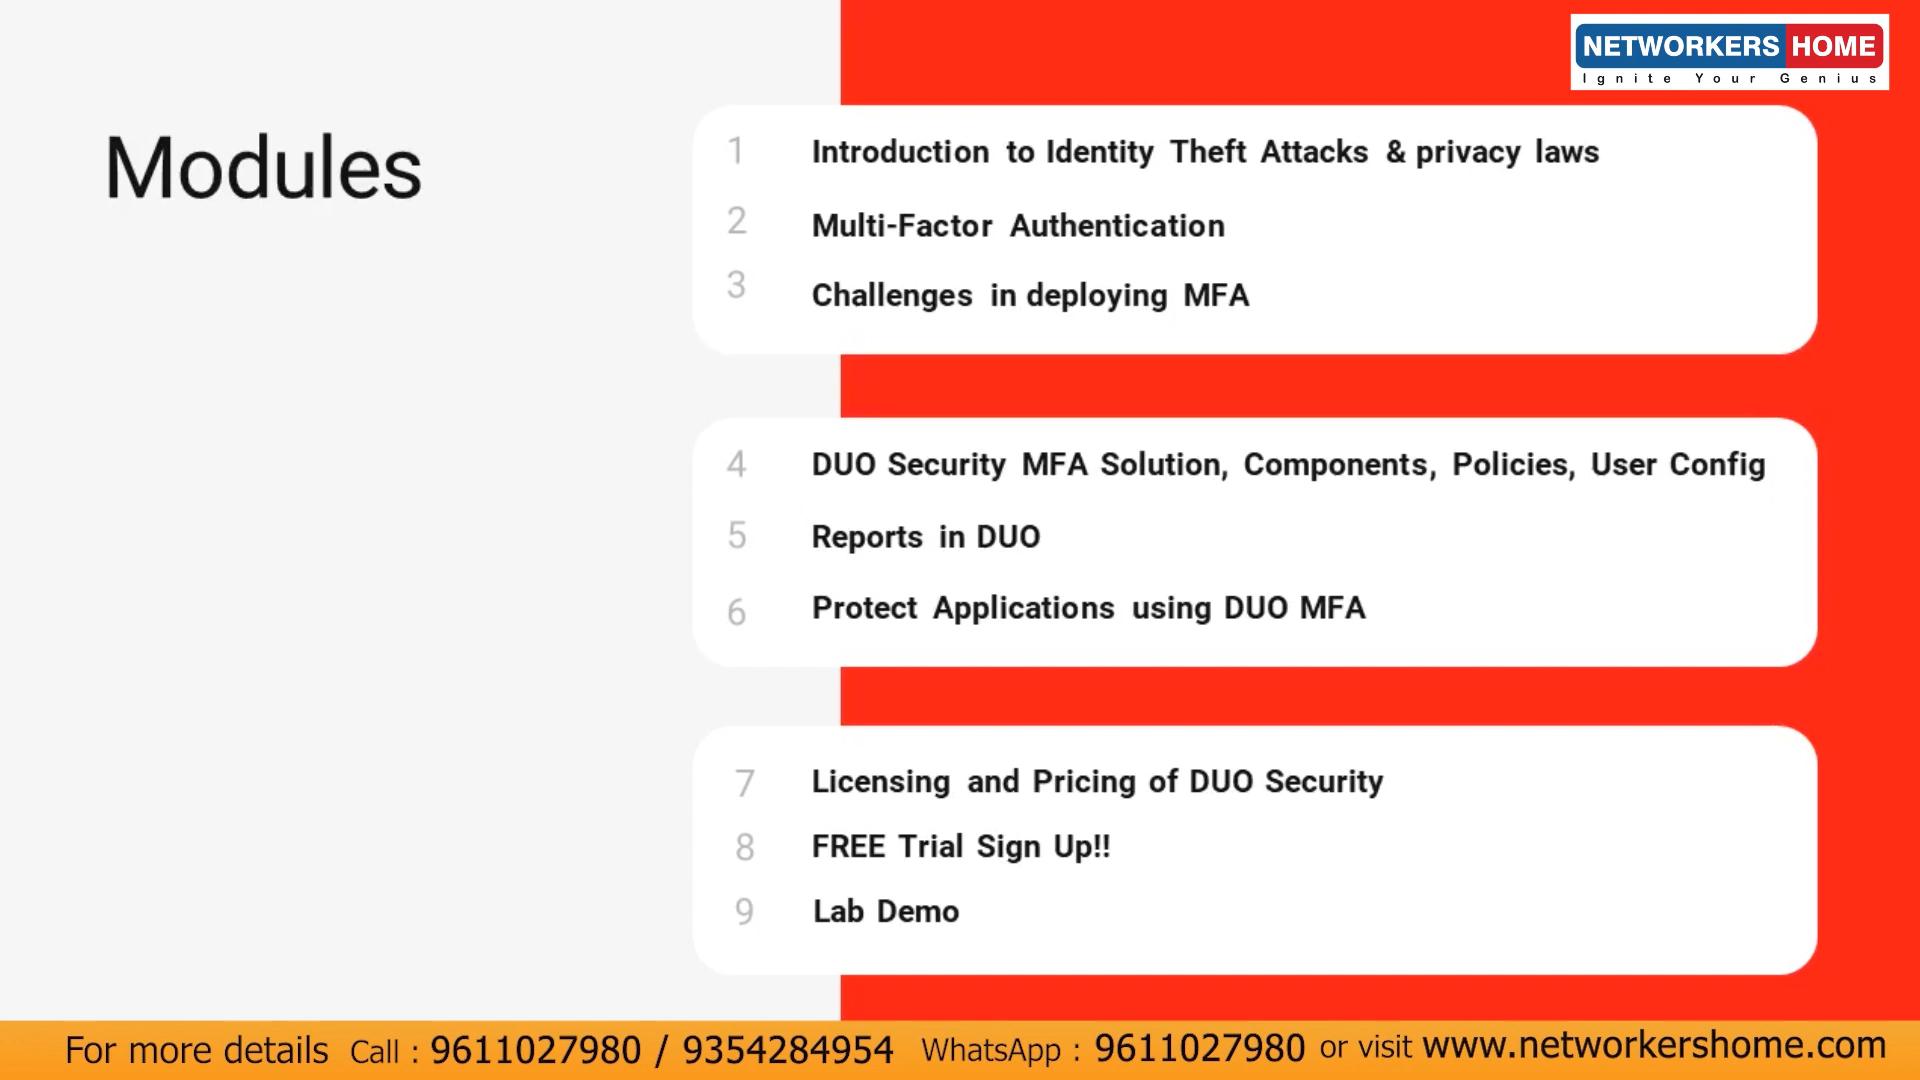 NETWORKERS HOME
Ignite Your Genius
Modules
1 Introduction to Identity Theft Attacks & privacy laws
2 Multi-Factor Authentication
3 Challenges in deploying MFA
4 DUO Security MFA Solution, Components, Policies, User Config
5 Reports in DUO
6 Protect Applications using DUO MFA
7 Licensing and Pricing of DUO Security
8 FREE Trial Sign Up!!
9 Lab Demo
For more details Call : 9611027980 / 9354284954 WhatsApp : 9611027980 or visit www.networkershome.com